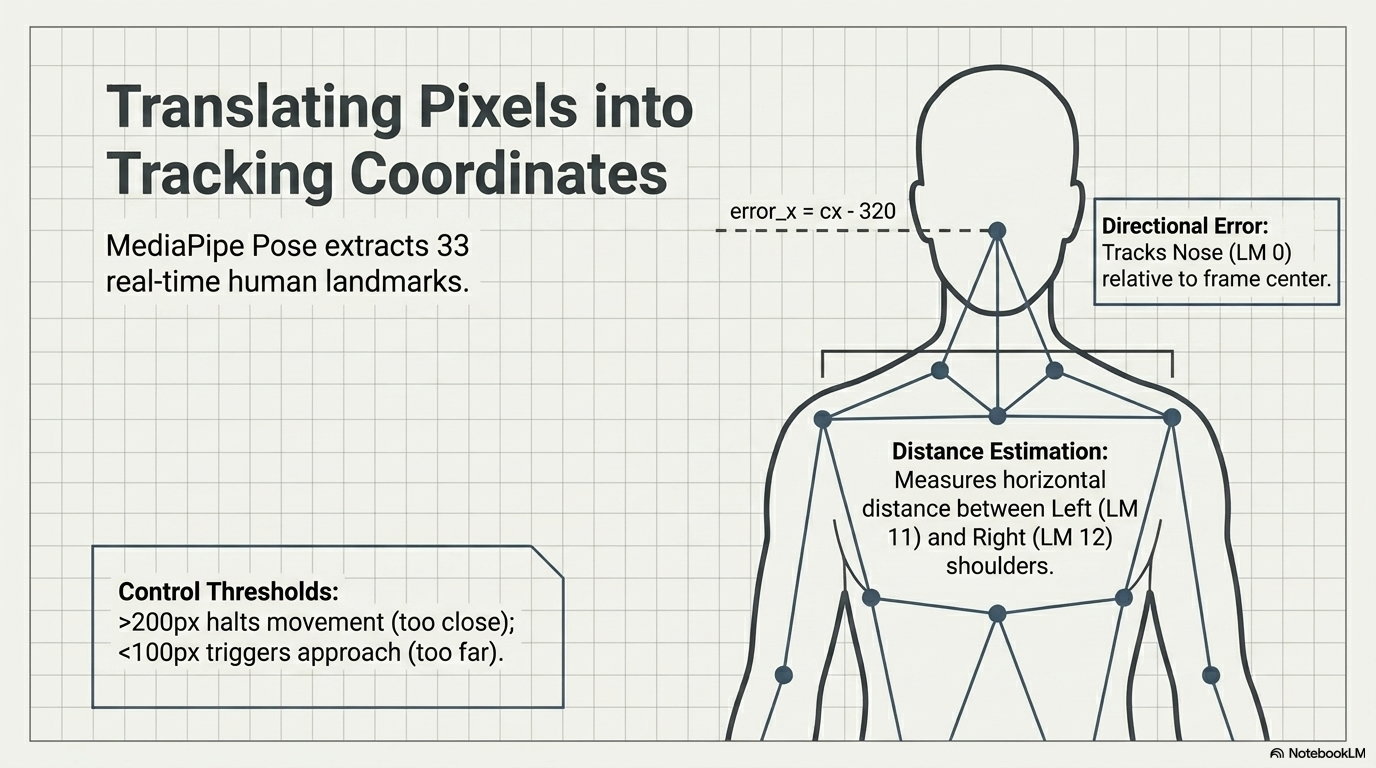 Translating Pixels into
Tracking Coordinates
MediaPipe Pose extracts 33
real-time human landmarks.
error_x = cx - 320
Directional Error:
Tracks Nose (LM 0)
relative to frame center.
Distance Estimation:
Measures horizontal
distance between Left (LM
11) and Right (LM 12)
shoulders.
Control Thresholds:
>200px halts movement (too close);
<100px triggers approach (too far).
NotebookLM